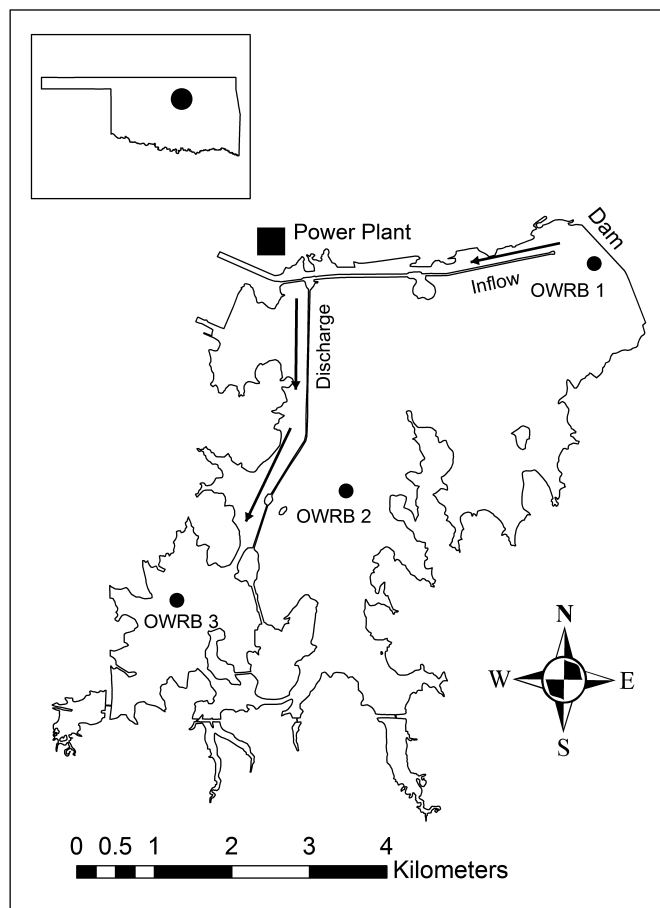 Power Plant
Dam
Inflow
OWRB 1
Discharge
OWRB 2
OWRB 3
N
W E
S
0 0.5 1 2 3 4
Kilometers